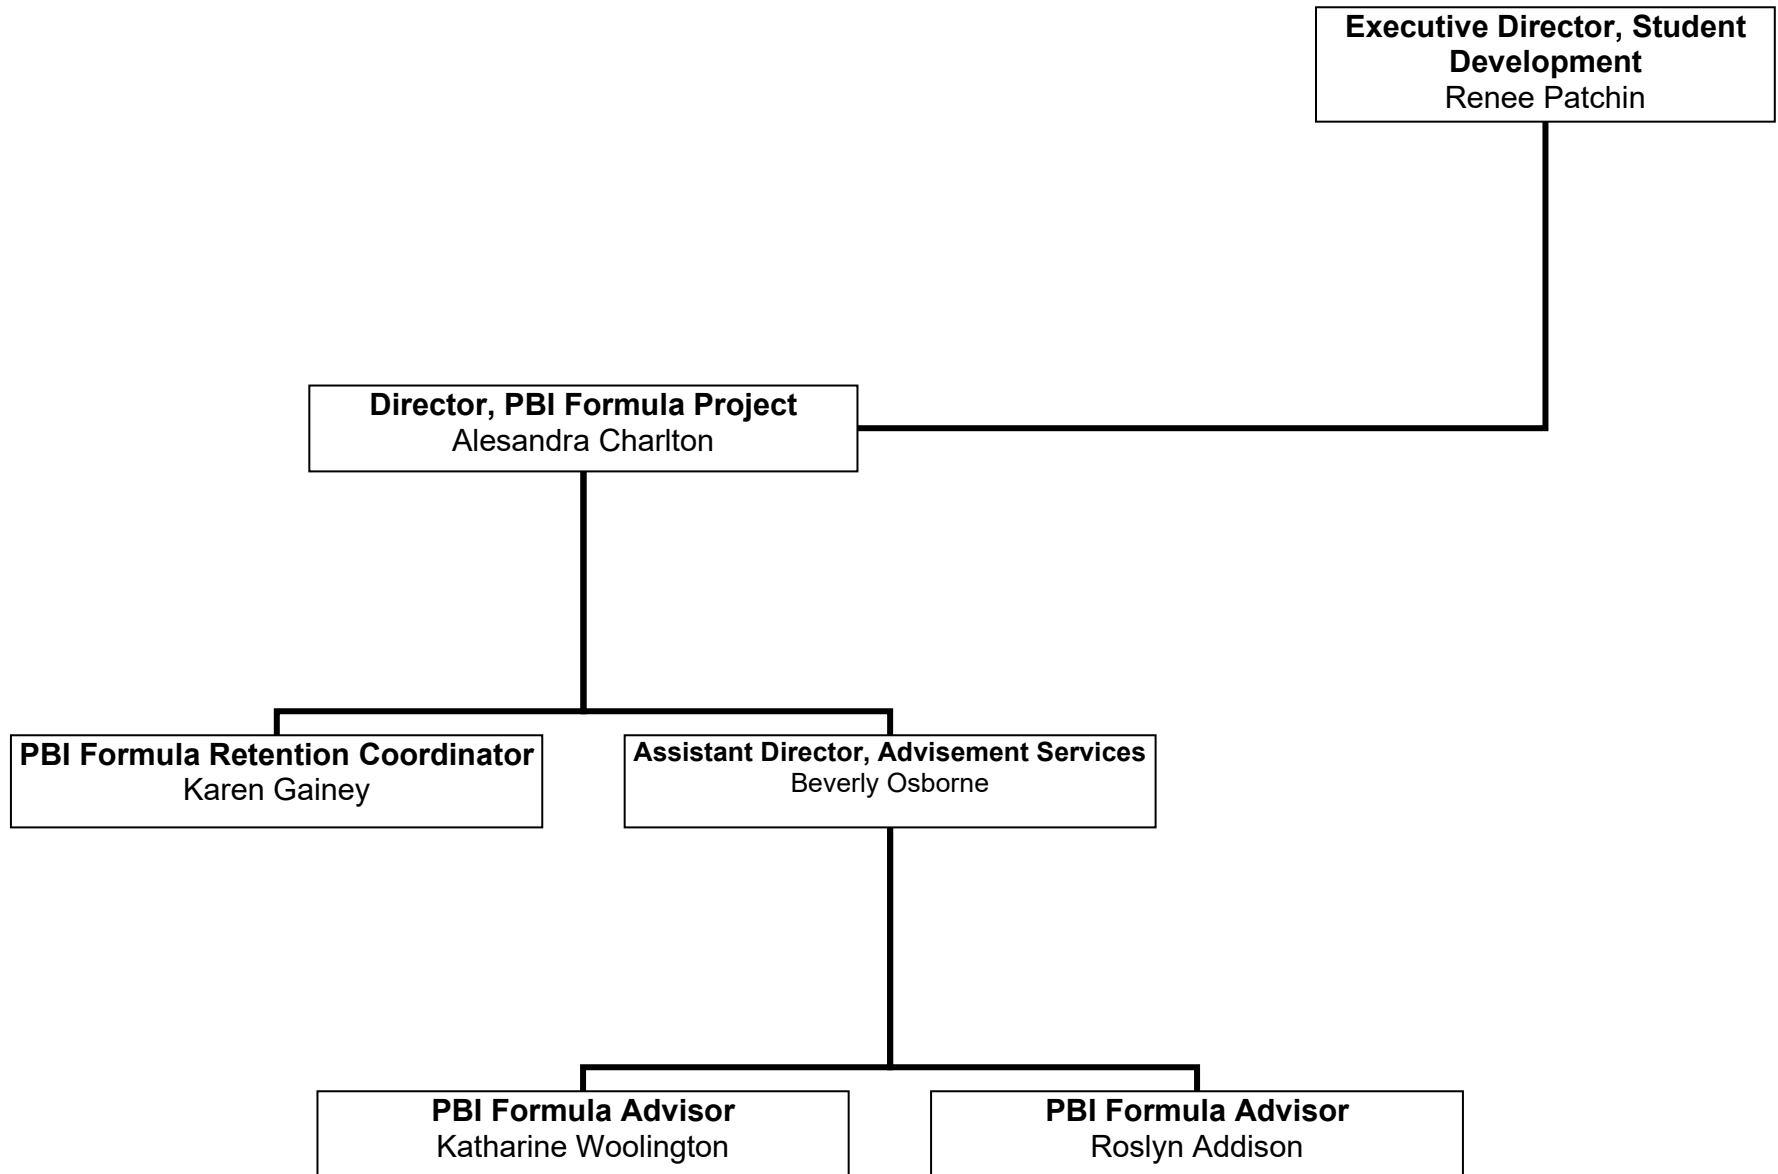 Executive Director, Student
Development
Renee Patchin
Director, PBI Formula Project
Alesandra Charlton
PBI Formula Retention Coordinator
Karen Gainey
Assistant Director, Advisement Services
Beverly Osborne
PBI Formula Advisor
Katharine Woolington
PBI Formula Advisor
Roslyn Addison